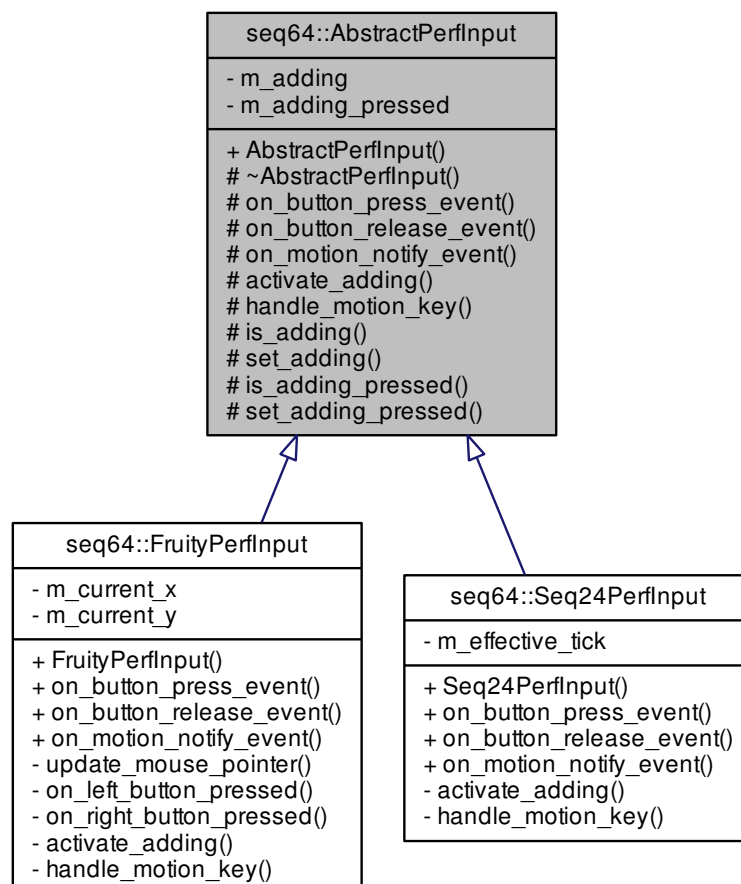 seq64::AbstractPerfInput
- m_adding
- m_adding_pressed
+ AbstractPerfInput()
# ~AbstractPerfInput()
# on_button_press_event()
# on_button_release_event()
# on_motion_notify_event()
# activate_adding()
# handle_motion_key()
# is_adding()
# set_adding()
# is_adding_pressed()
# set_adding_pressed()
seq64::FruityPerfInput
- m_current_x
- m_current_y
+ FruityPerfInput()
+ on_button_press_event()
+ on_button_release_event()
+ on_motion_notify_event()
- update_mouse_pointer()
- on_left_button_pressed()
- on_right_button_pressed()
- activate_adding()
- handle_motion_key()
seq64::Seq24PerfInput
- m_effective_tick
+ Seq24PerfInput()
+ on_button_press_event()
+ on_button_release_event()
+ on_motion_notify_event()
- activate_adding()
- handle_motion_key()